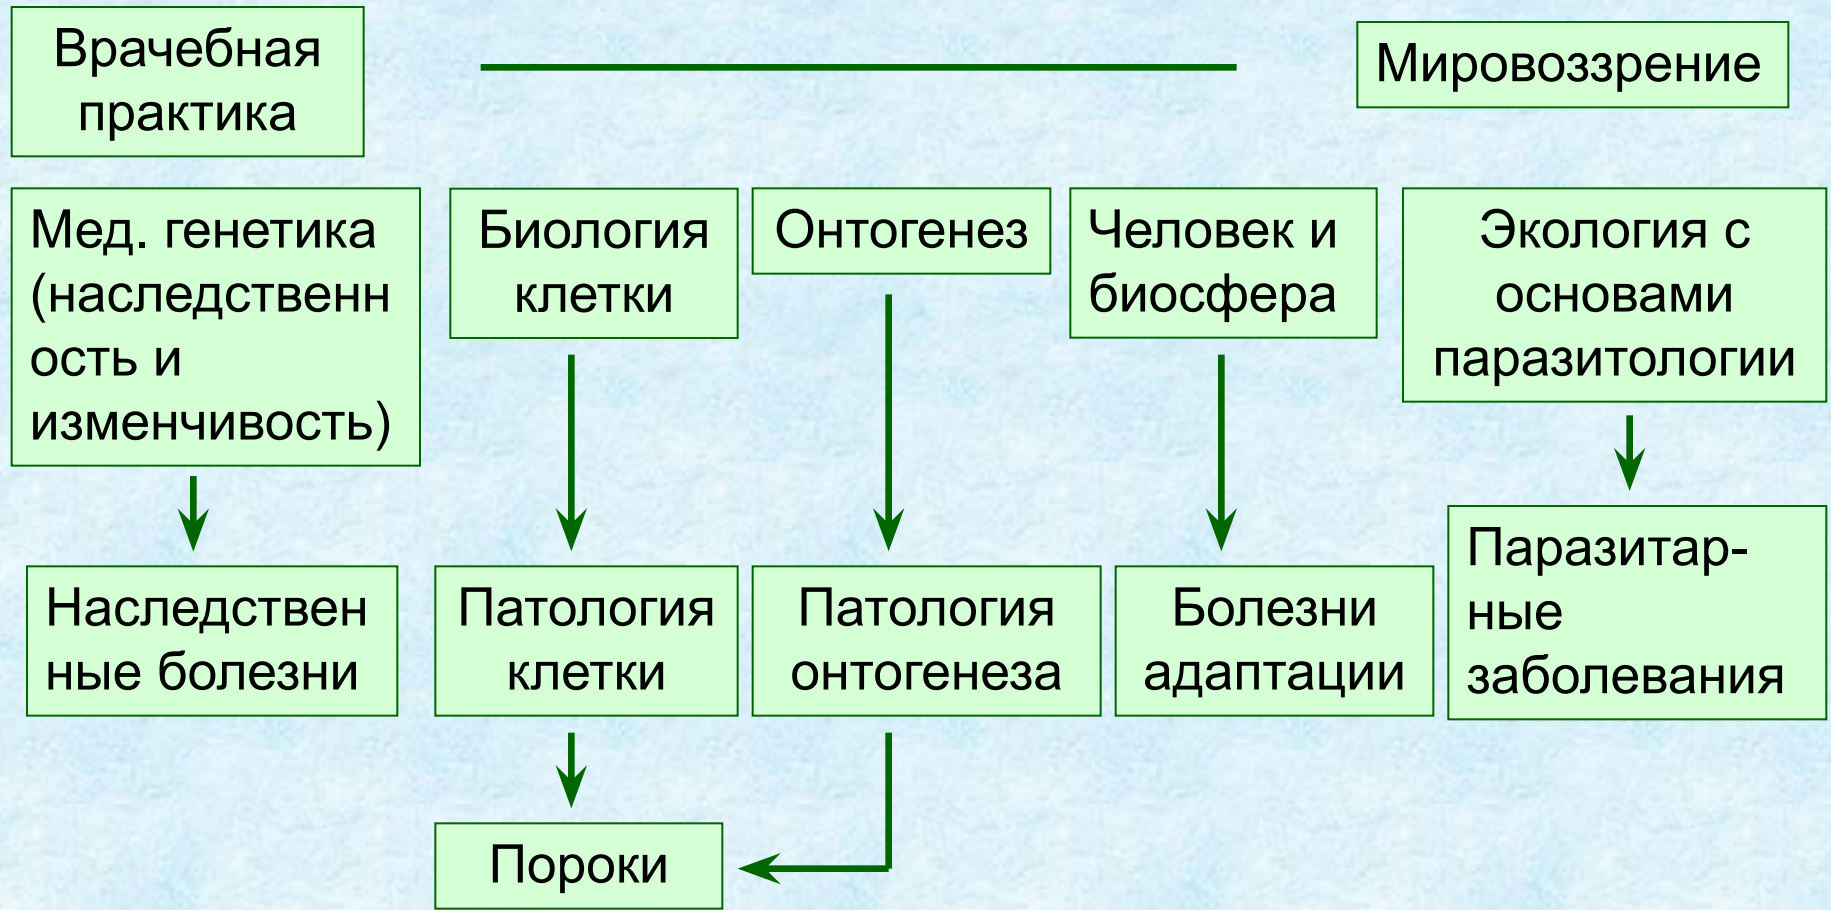 Врачебная
практика
Мировоззрение
Мед. генетика
(наследственн
ость и
изменчивость)
Биология
клетки
Онтогенез
Человек и
биосфера
Экология с
основами
паразитологии
Наследствен
ные болезни
Патология
клетки
Патология
онтогенеза
Болезни
адаптации
Паразитар-
ные
заболевания
Пороки